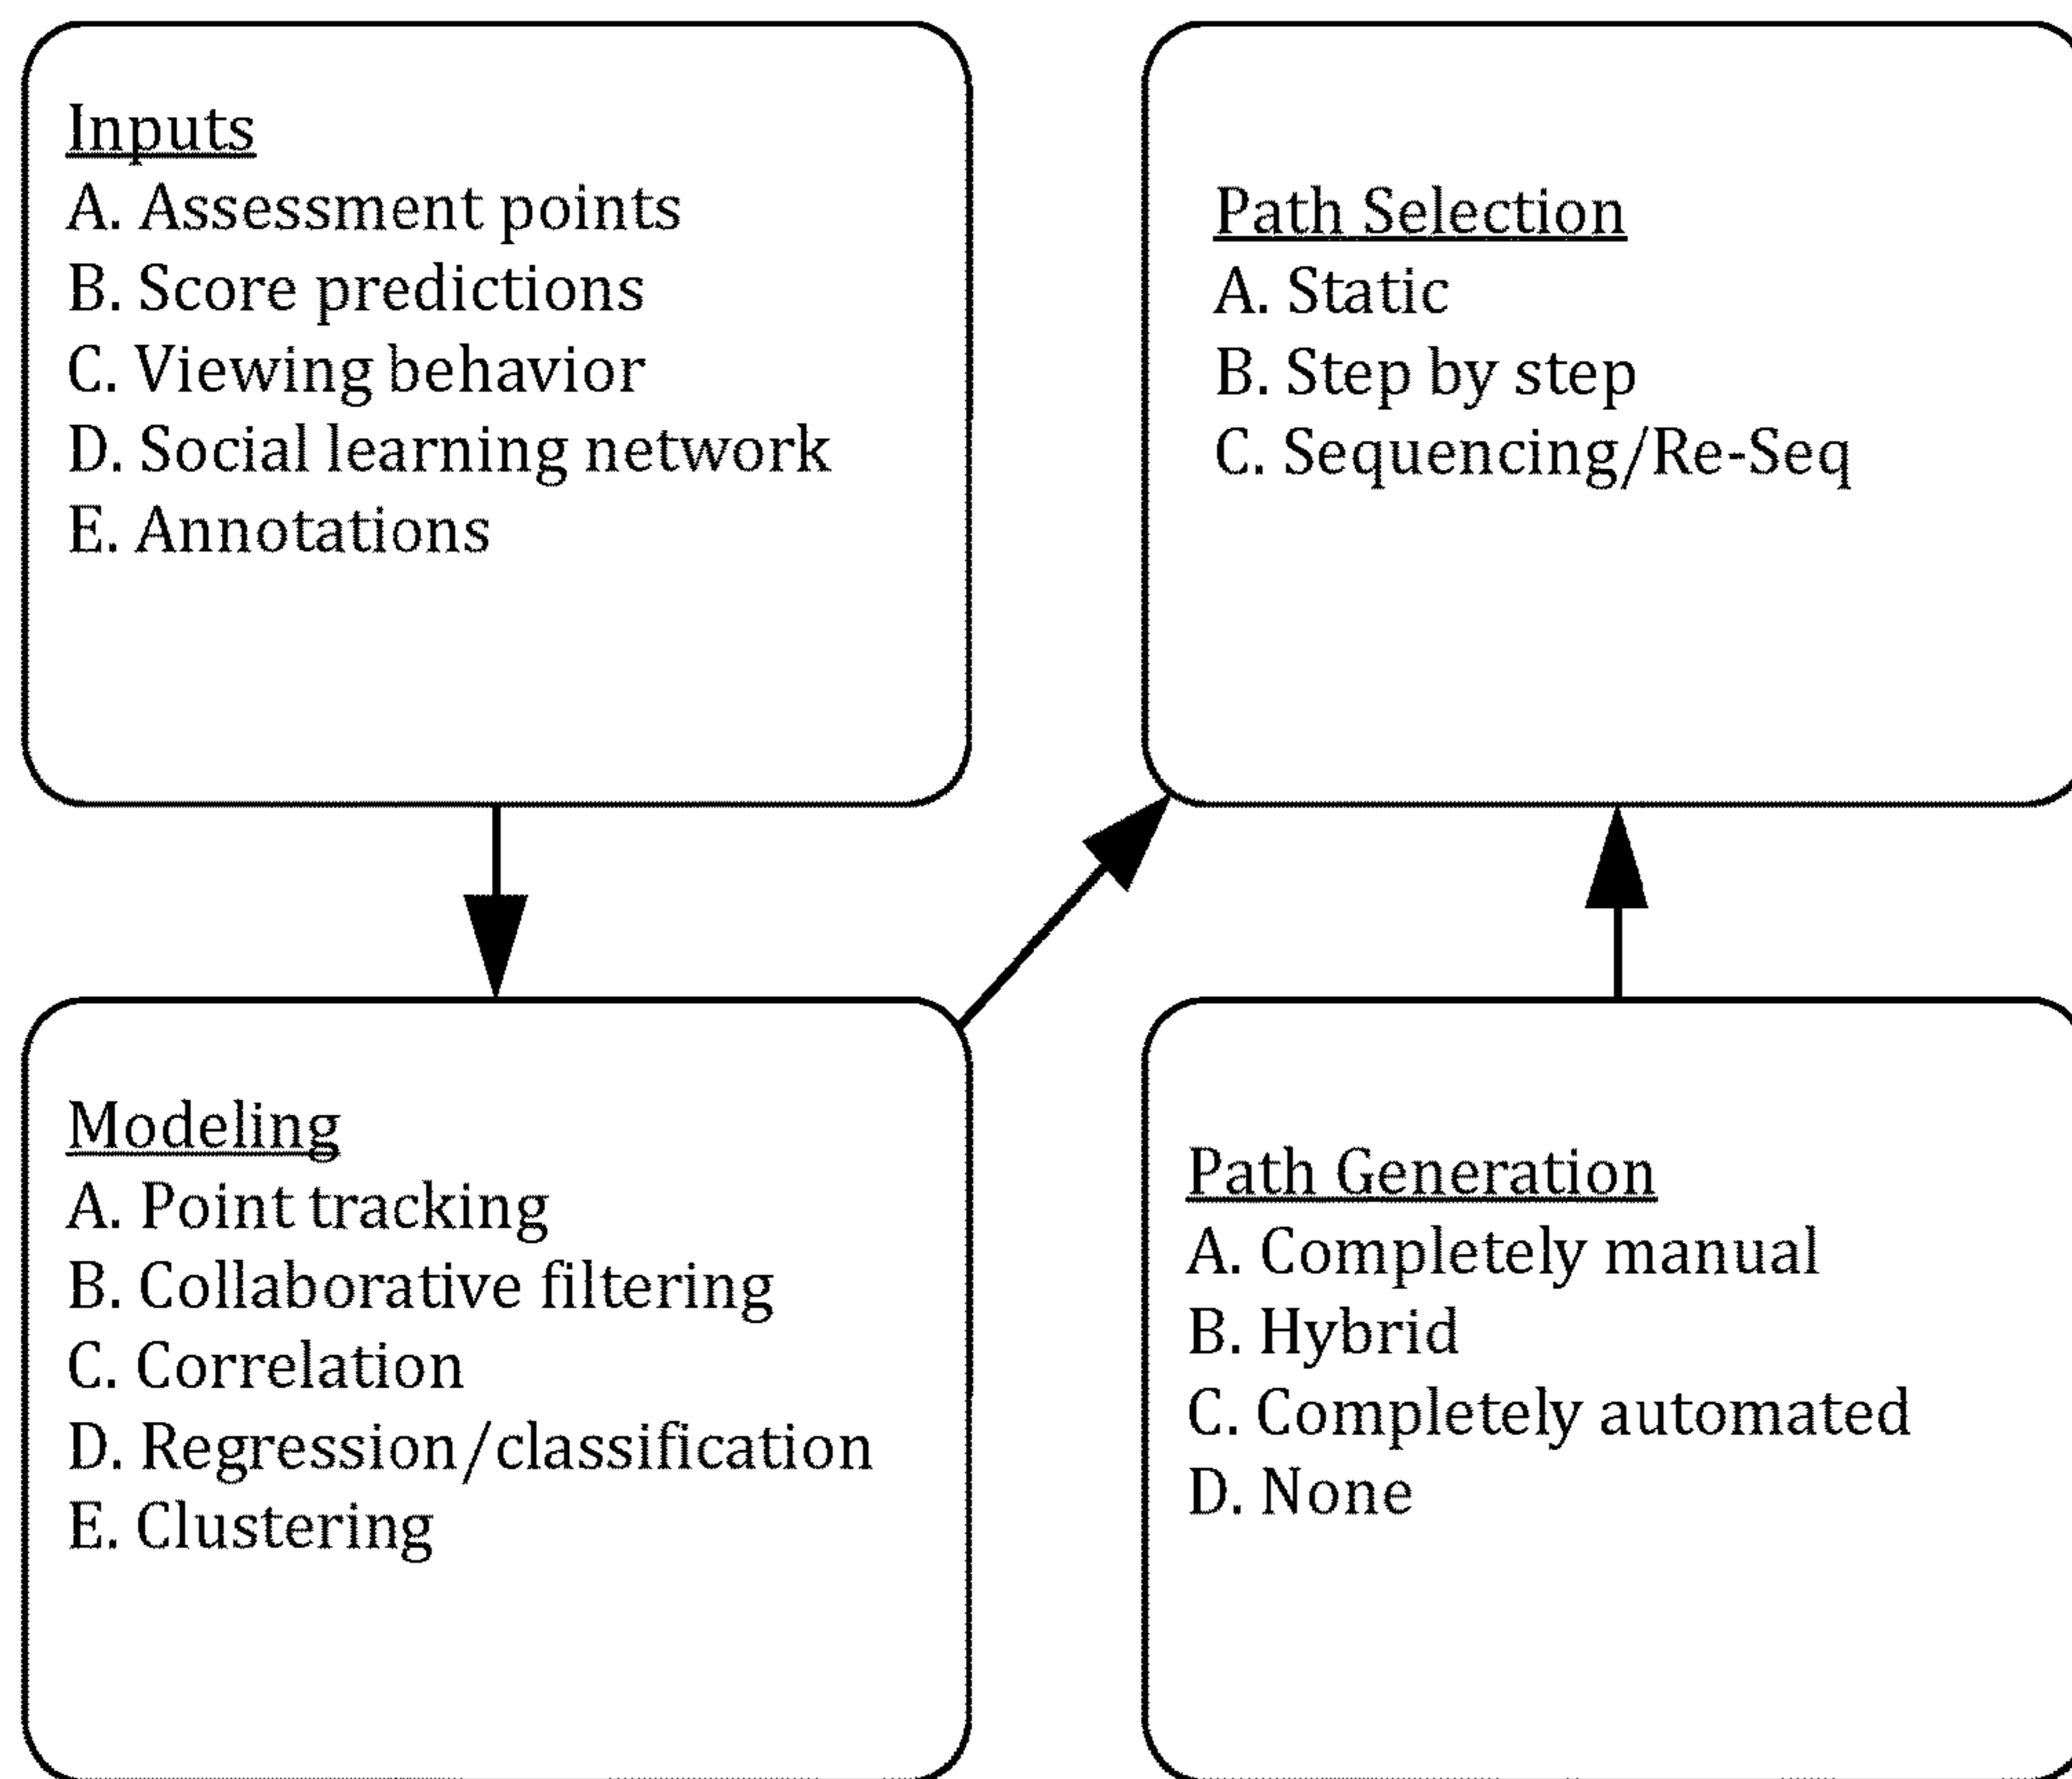 Inputs
A. Assessment points
B. Score predictions
C. Viewing behavior
D. Social learning network
E. Annotations
Path Selection
A. Static
B. Step by step
C. Sequencing/Re-Seq
Modeling
A. Point tracking
B. Collaborative filtering
C. Correlation
D. Regression/classification
E. Clustering
Path Generation
A. Completely manual
B. Hybrid
C. Completely automated
D. None